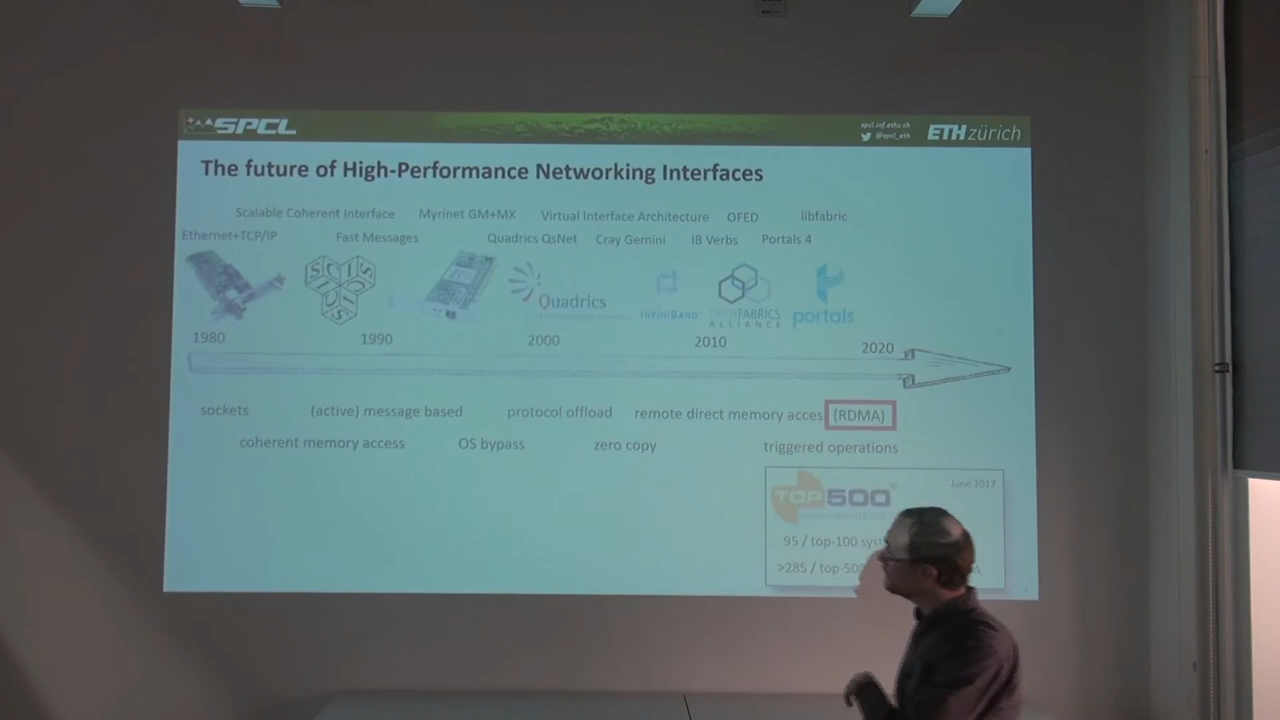 SPCL
spcl.inf.ethz.ch
@spcl_eth
ETH zürich
The future of High-Performance Networking Interfaces
Scalable Coherent Interface Myrinet GM+MX Virtual Interface Architecture OFED libfabric
Ethernet+TCP/IP Fast Messages Quadrics QsNet Cray Gemini IB Verbs Portals 4
Quadrics
INFINIBAND
OPENFABRICS
ALLIANCE
portals
1980 1990 2000 2010 2020
sockets (active) message based protocol offload remote direct memory acces (RDMA)
coherent memory access OS bypass zero copy triggered operations
June 2017
TOP 500
95 / top-100
>285 /